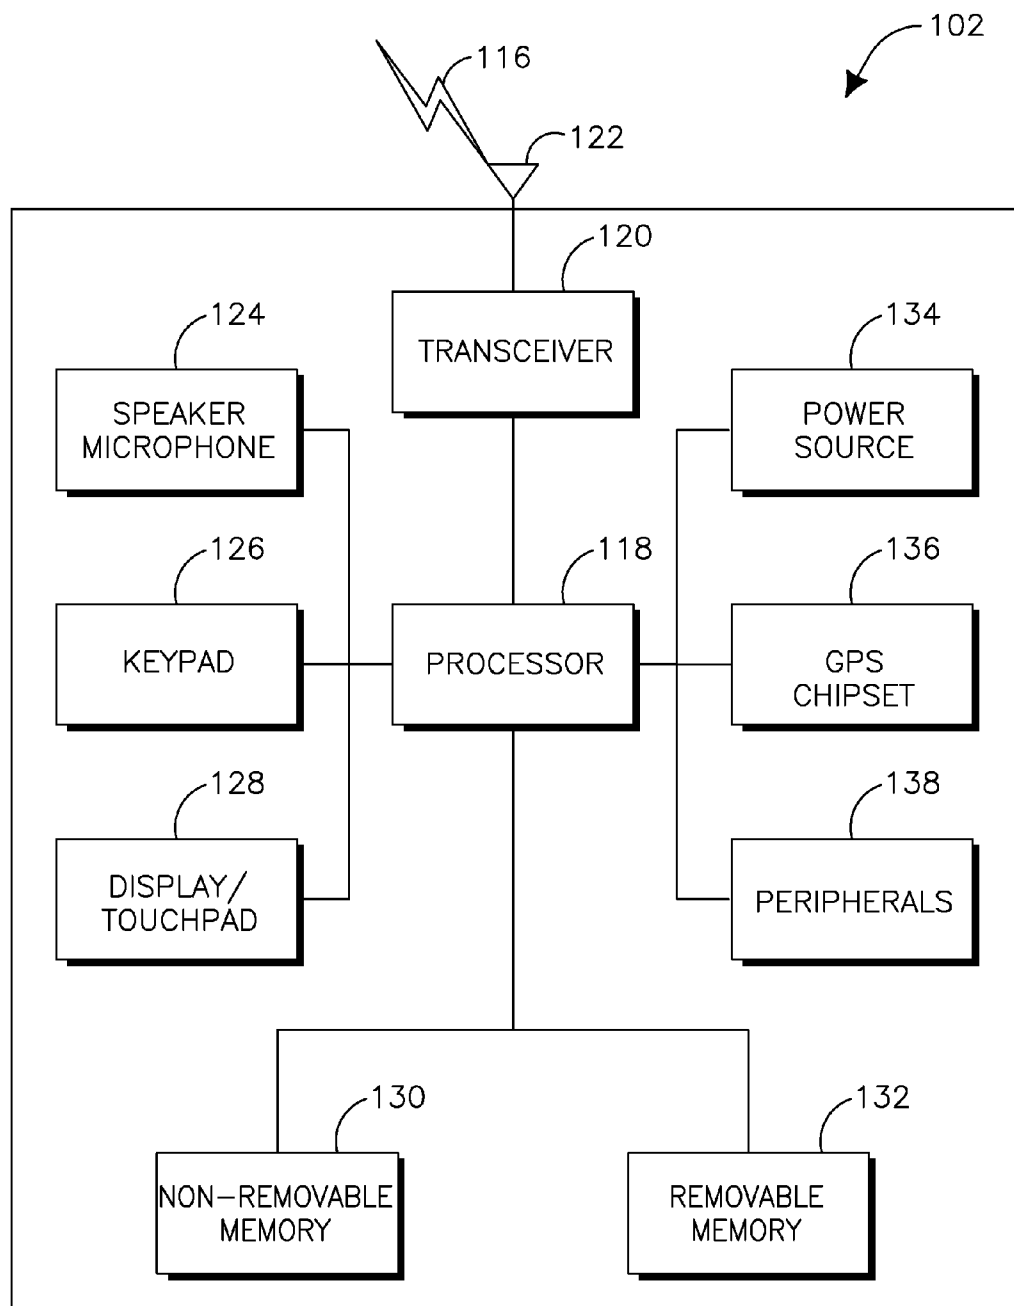 102
116
122
120
TRANSCEIVER
124
SPEAKER
MICROPHONE
134
POWER
SOURCE
126
KEYPAD
118
PROCESSOR
136
GPS
CHIPSET
128
DISPLAY/
TOUCHPAD
138
PERIPHERALS
130
NON-REMOVABLE
MEMORY
132
REMOVABLE
MEMORY